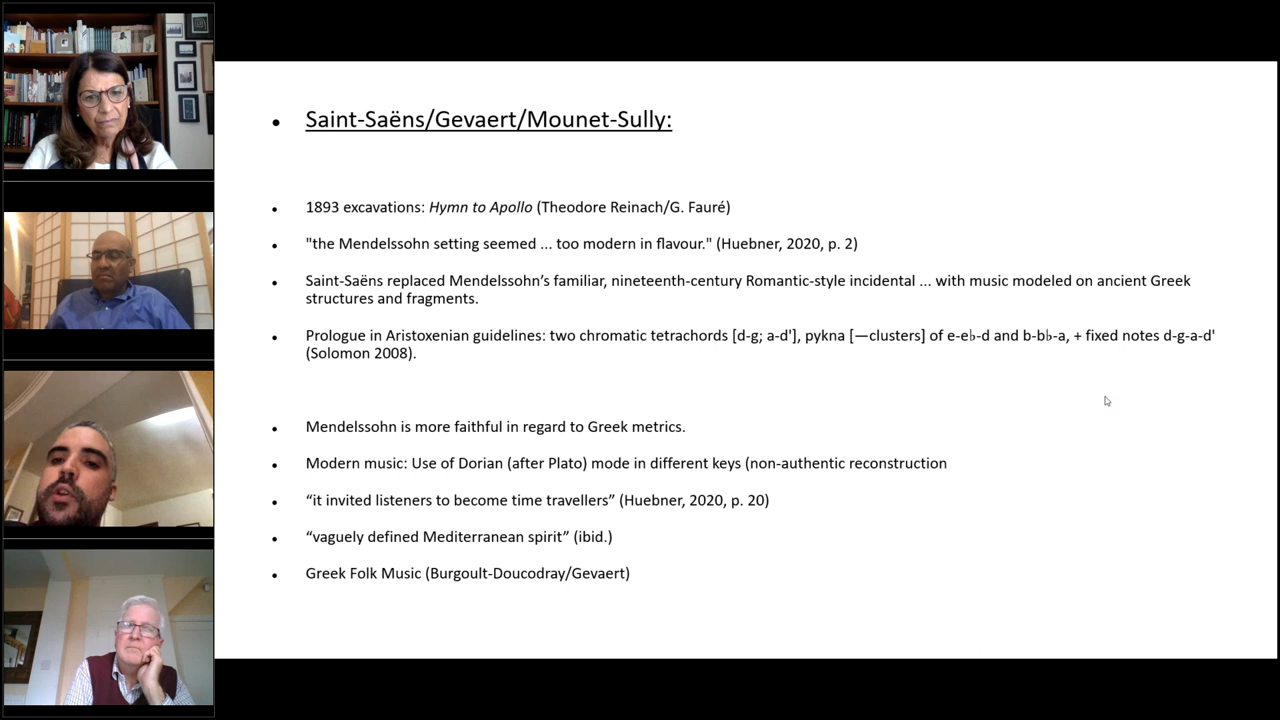 Saint-Saëns/Gevaert/Mounet-Sully:
1893 excavations: Hymn to Apollo (Theodore Reinach/G. Fauré)
"the Mendelssohn setting seemed ... too modern in flavour." (Huebner, 2020, p. 2)
Saint-Saëns replaced Mendelssohn’s familiar, nineteenth-century Romantic-style incidental ... with music modeled on ancient Greek
structures and fragments.
Prologue in Aristoxenian guidelines: two chromatic tetrachords [d-g; a-d'], pykna [—clusters] of e-e♭-d and b-b♭-a, + fixed notes d-g-a-d'
(Solomon 2008).
Mendelssohn is more faithful in regard to Greek metrics.
Modern music: Use of Dorian (after Plato) mode in different keys (non-authentic reconstruction
“it invited listeners to become time travellers” (Huebner, 2020, p. 20)
“vaguely defined Mediterranean spirit” (ibid.)
Greek Folk Music (Burgoult-Doucodray/Gevaert)